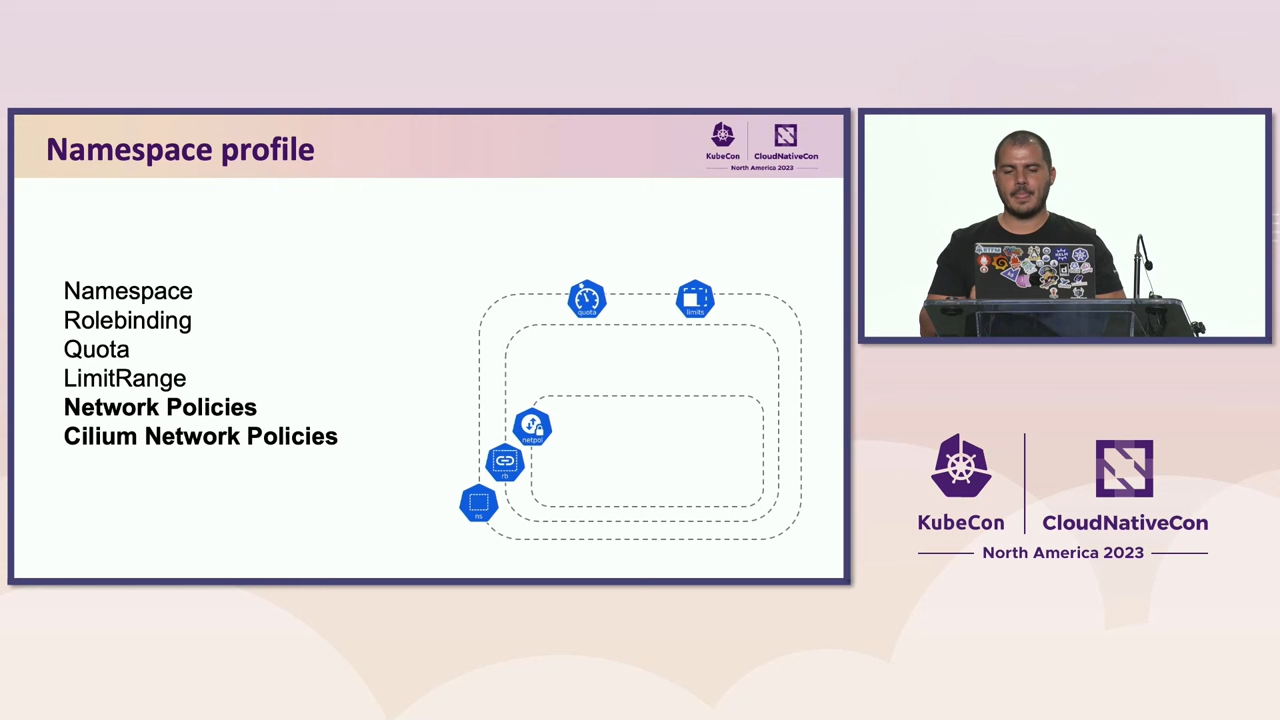 Namespace profile
KubeCon
CloudNativeCon
North America 2023
Namespace
Rolebinding
Quota
LimitRange
Network Policies
Cilium Network Policies
quota
limits
netpol
rb
ns
KubeCon
CloudNativeCon
North America 2023